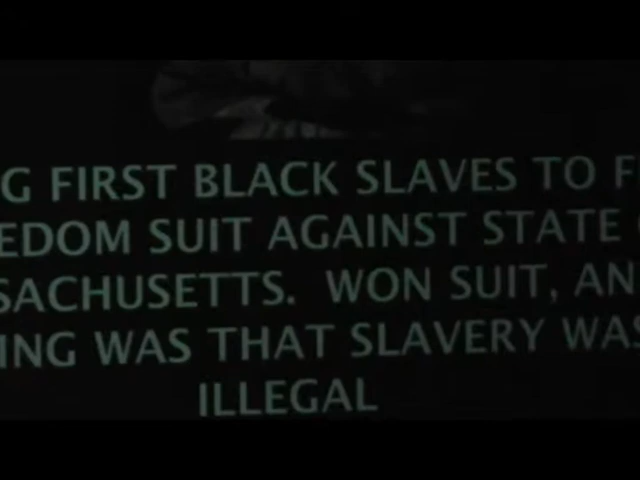 G FIRST BLACK SLAVES TO F
EDOM SUIT AGAINST STATE
SACHUSETTS. WON SUIT, AN
ING WAS THAT SLAVERY WAS
ILLEGAL